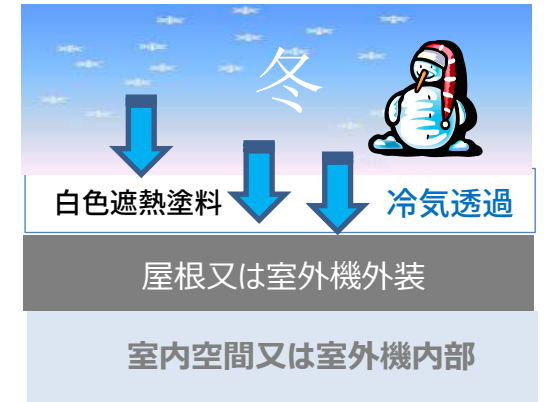 冬
白色遮熱塗料 冷気透過
屋根又は室外機外装
室内空間又は室外機内部